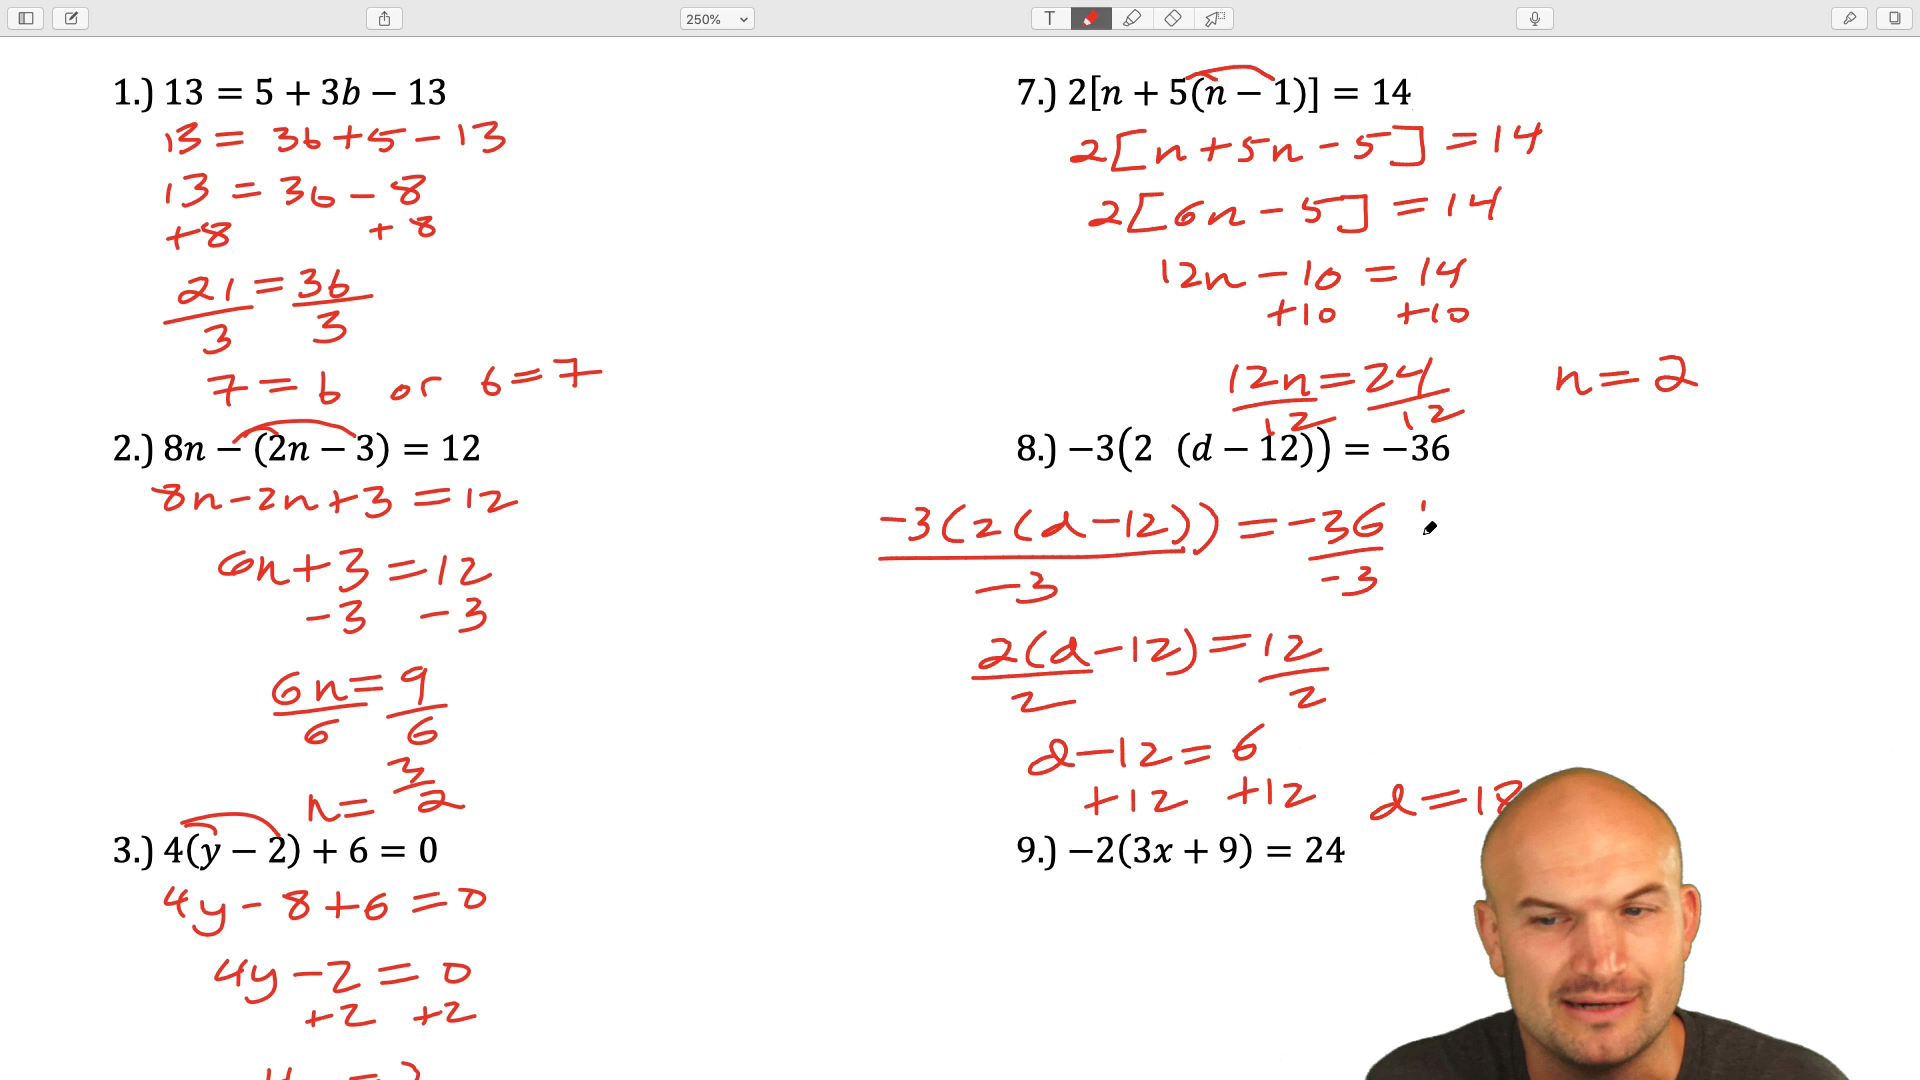 250%
T
1.) 13 = 5 + 3b − 13
13 = 3b + 5 − 13
13 = 3b − 8
+8 +8
21 = 3b
3 3
7 = b or b = 7
2.) 8n − (2n − 3) = 12
8n − 2n + 3 = 12
6n + 3 = 12
−3 −3
6n = 9
6 6
n = 3/2
3.) 4(y − 2) + 6 = 0
4y − 8 + 6 = 0
4y − 2 = 0
+2 +2
7.) 2[n + 5(n − 1)] = 14
2[n + 5n − 5] = 14
2[6n − 5] = 14
12n − 10 = 14
+10 +10
12n = 24 n = 2
12 12
8.) −3(2 (d − 12)) = −36
−3(2(d − 12)) = −36
−3 −3
2(d − 12) = 12
2 2
d − 12 = 6
+12 +12 d = 18
9.) −2(3x + 9) = 24